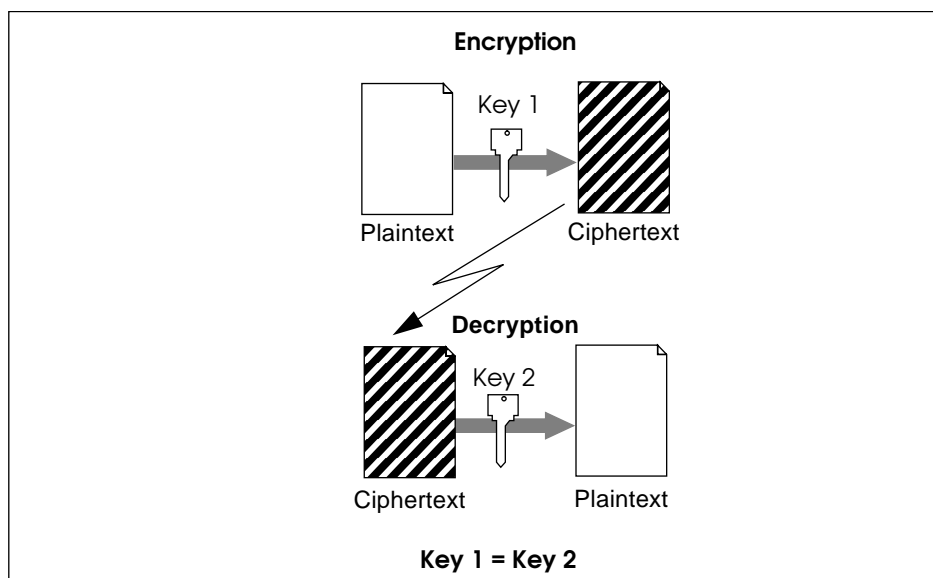 Encryption
Key 1
Plaintext
Ciphertext
Decryption
Key 2
Ciphertext
Plaintext
Key 1 = Key 2